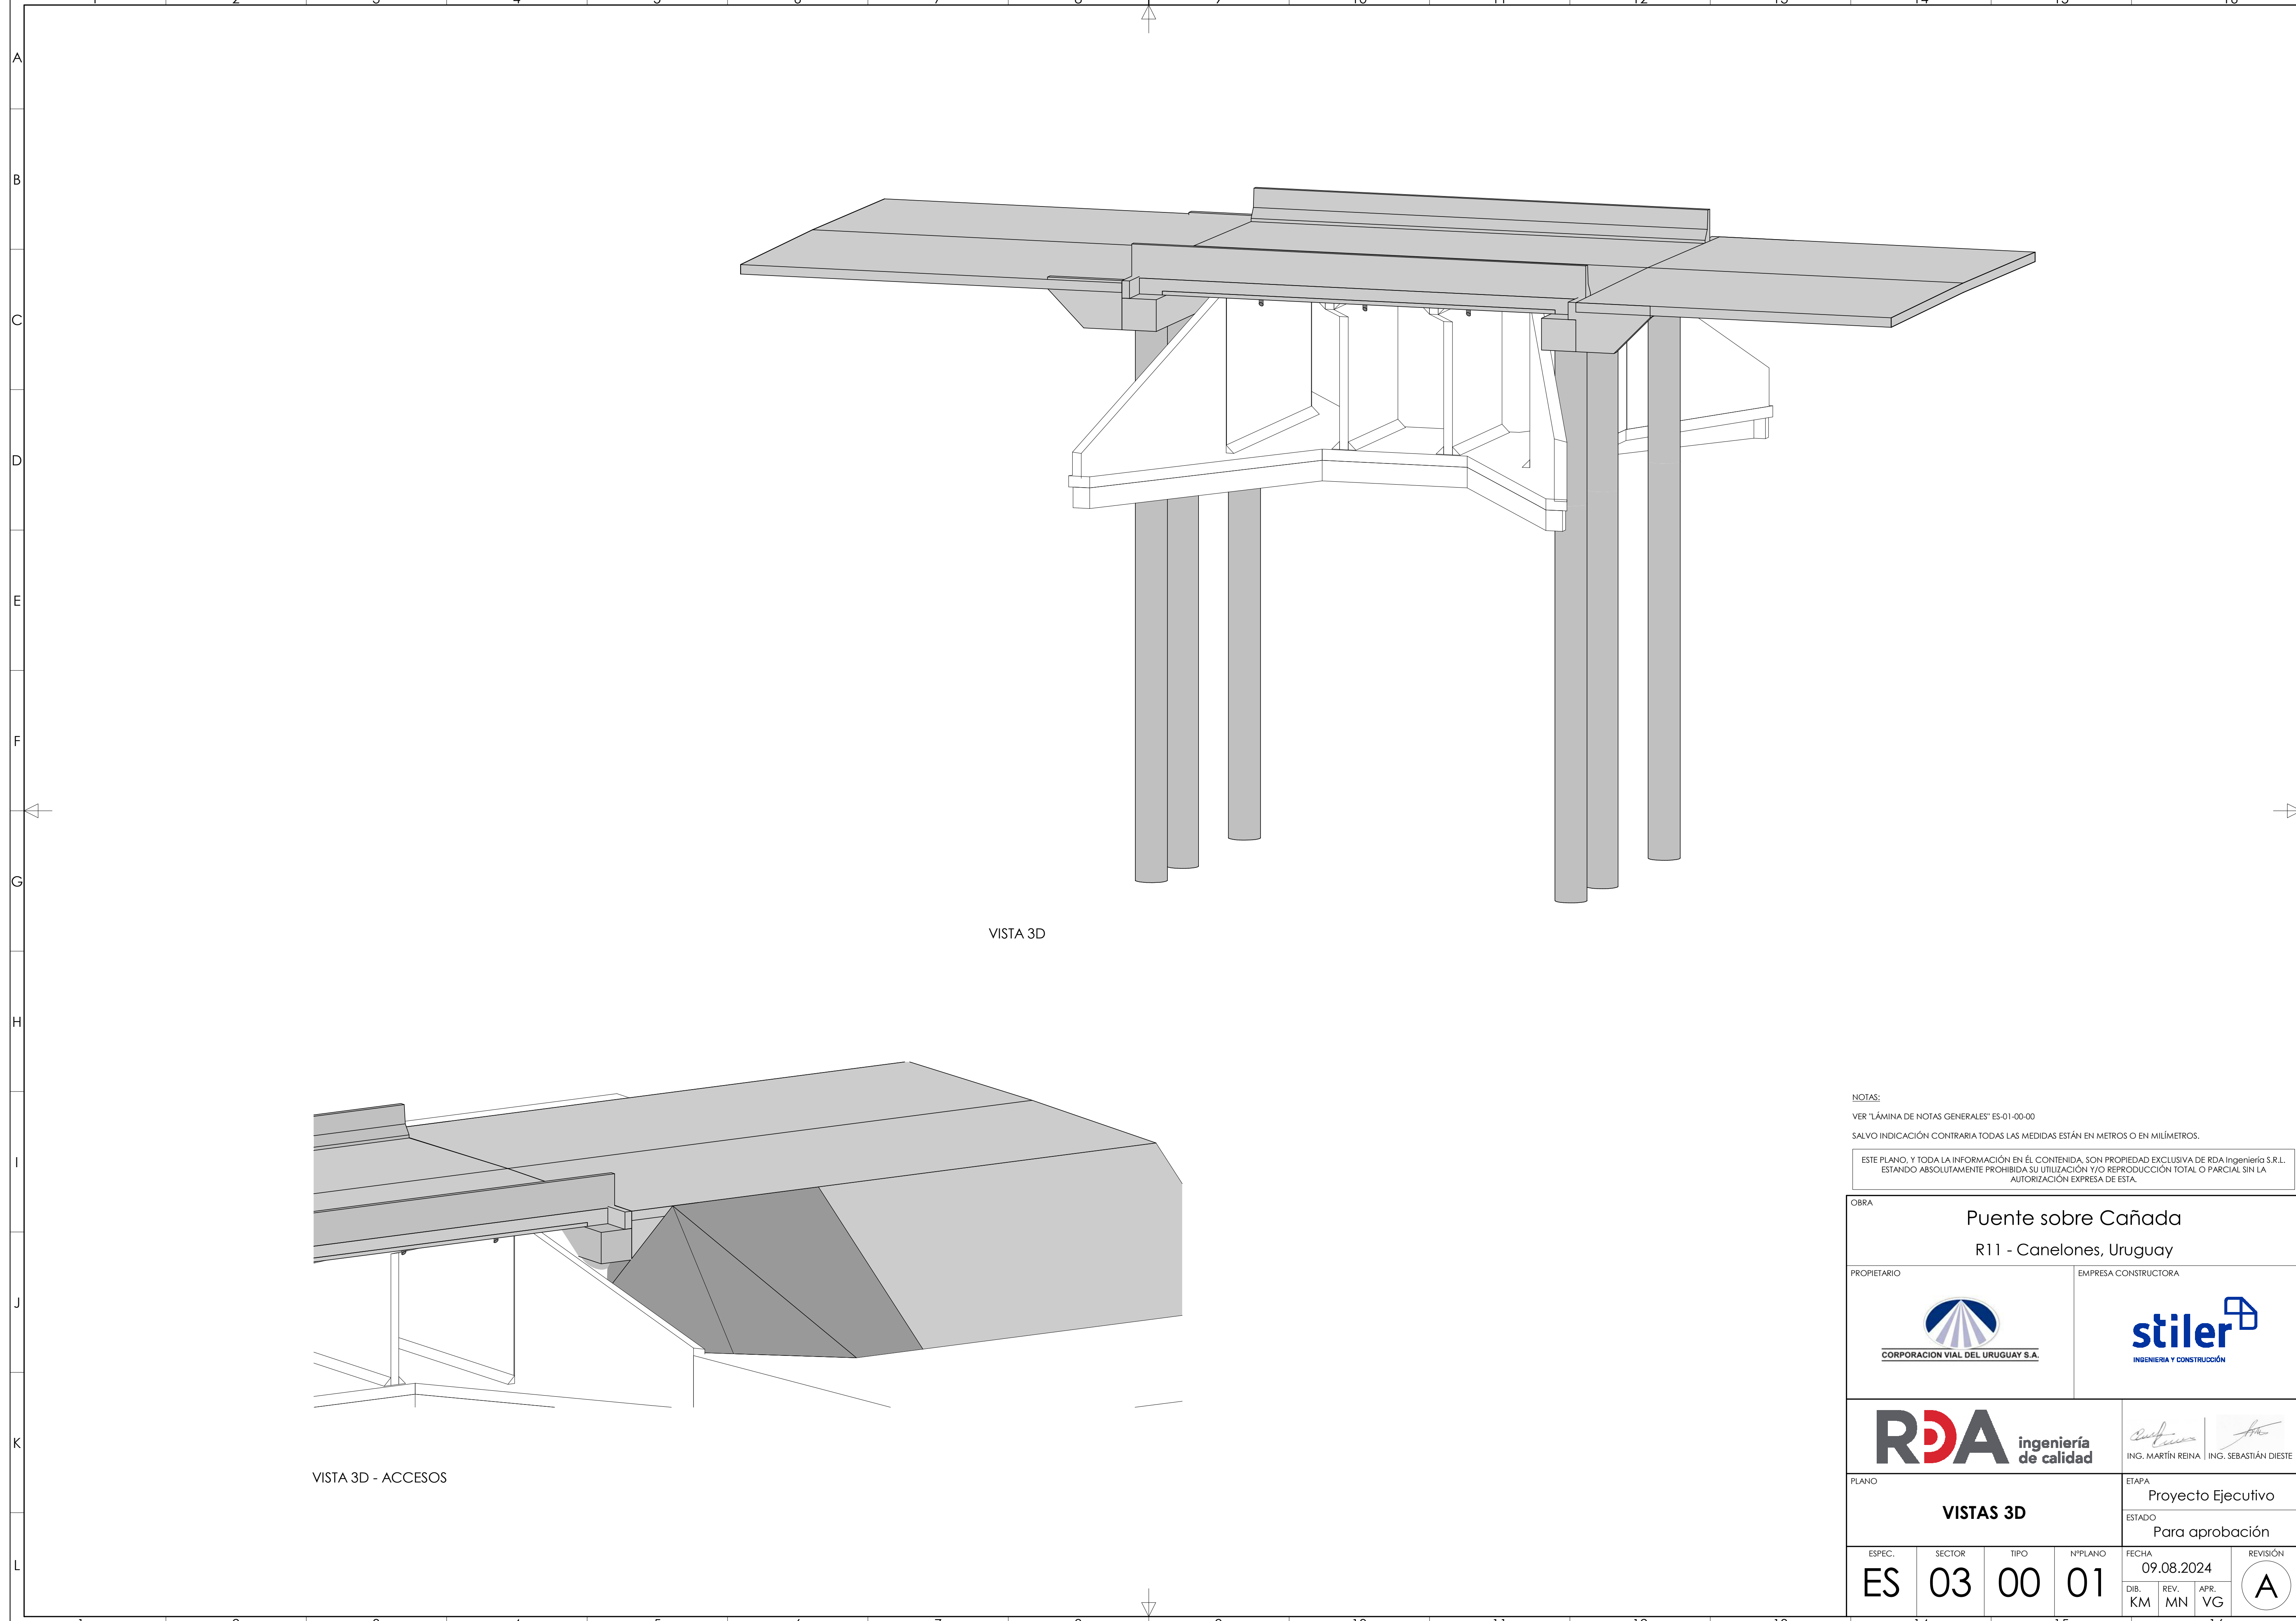 A
B
C
D
E
F
G
H
I
J
K
L
VISTA 3D
VISTA 3D - ACCESOS
NOTAS:
VER "LÁMINA DE NOTAS GENERALES" ES-01-00-00
SALVO INDICACIÓN CONTRARIA TODAS LAS MEDIDAS ESTÁN EN METROS O EN MILÍMETROS.
ESTE PLANO, Y TODA LA INFORMACIÓN EN ÉL CONTENIDA, SON PROPIEDAD EXCLUSIVA DE RDA Ingeniería S.R.L.
ESTANDO ABSOLUTAMENTE PROHIBIDA SU UTILIZACIÓN Y/O REPRODUCCIÓN TOTAL O PARCIAL SIN LA
AUTORIZACIÓN EXPRESA DE ESTA.
OBRA
Puente sobre Cañada
R11 - Canelones, Uruguay
PROPIETARIO
EMPRESA CONSTRUCTORA
CORPORACION VIAL DEL URUGUAY S.A.
stiler
INGENIERIA Y CONSTRUCCIÓN
RDA
ingeniería
de calidad
ING. MARTÍN REINA
ING. SEBASTIÁN DIESTE
PLANO
VISTAS 3D
ETAPA
Proyecto Ejecutivo
ESTADO
Para aprobación
ESPEC.
ES
SECTOR
03
TIPO
00
NºPLANO
01
FECHA
09.08.2024
DIB.
KM
REV.
MN
APR.
VG
REVISIÓN
A